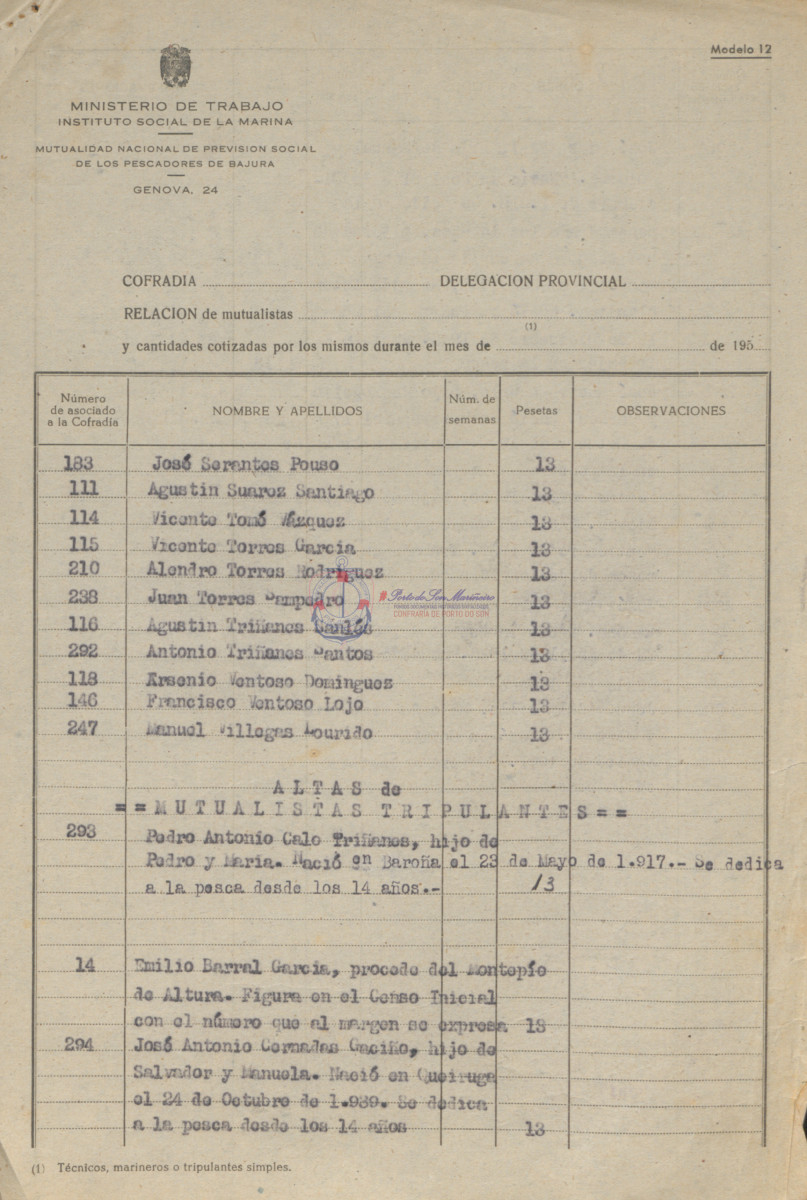 Modelo 12
MINISTERIO DE TRABAJO
INSTITUTO SOCIAL DE LA MARINA
MUTUALIDAD NACIONAL DE PREVISION SOCIAL
DE LOS PESCADORES DE BAJURA
GENOVA, 24
COFRADIA DELEGACION PROVINCIAL
RELACION de mutualistas
(1)
y cantidades cotizadas por los mismos durante el mes de de 195
Número de asociado a la Cofradía NOMBRE Y APELLIDOS Núm. de semanas Pesetas OBSERVACIONES
183 José Serantes Pouso 13
111 Agustin Suarez Santiago 13
114 Vicente Tomé Vázquez 13
115 Vicente Torres Garcia 13
210 Alendro Torres Rodriguez 13
#PortodeSon Mariñeiro
238 Juan Torres Pampedro 13
CONFRARÍA DE PORTO DO SON
116 Agustin Triñanes 13
292 Antonio Triñanes Santos 13
118 Arsenio Ventoso Dominguez 13
146 Francisco Ventoso Lojo 13
247 Manuel Villegas Lourido 13
ALTAS de
==MUTUALISTAS TRIPULANTES==
293 Pedro Antonio Calo Triñanes, hijo de
Pedro y Maria. Nació en Baroña el 23 de Mayo de 1.917.- Se dedica
a la pesca desde los 14 años.- 13
14 Emilio Barral Garcia, procede del Montepío
de Altura. Figura en el Censo Inicial
con el número que al margen se expresa 13
294 José Antonio Cernadas Gaciño, hijo de
Salvador y Manuela. Nació en Queiruga
el 24 de Octubre de 1.939. Se dedica
a la pesca desde los 14 años 13
(1) Técnicos, marineros o tripulantes simples.